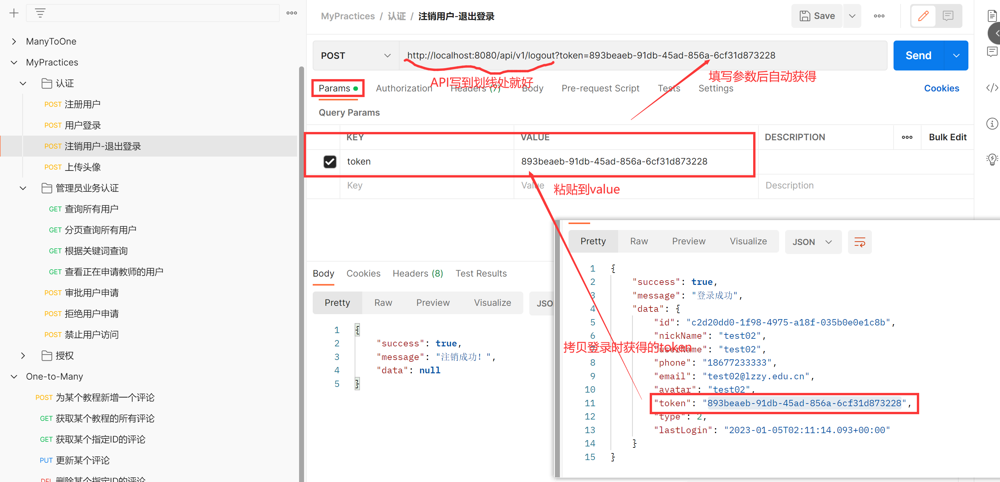 ManyToOne
MyPractices
认证
POST 注册用户
POST 用户登录
POST 注销用户-退出登录
POST 上传头像
管理员业务认证
GET 查询所有用户
GET 分页查询所有用户
GET 根据关键词查询
GET 查看正在申请教师的用户
POST 审批用户申请
POST 拒绝用户申请
POST 禁止用户访问
授权
One-to-Many
POST 为某个教程新增一个评论
GET 获取某个教程的所有评论
GET 获取某个指定ID的评论
PUT 更新某个评论
DEL 删除某个指定ID的评论
MyPractices / 认证 / 注销用户-退出登录
Save
POST http://localhost:8080/api/v1/logout?token=893beaeb-91db-45ad-856a-6cf31d873228
Send
API写到划线处就好
填写参数后自动获得
Params Authorization Headers (7) Body Pre-request Script Tests Settings Cookies
Query Params
KEY VALUE DESCRIPTION Bulk Edit
token 893beaeb-91db-45ad-856a-6cf31d873228
Key Value Description
粘贴到value
Body Cookies Headers (8) Test Results
Pretty Raw Preview Visualize JSO
1 {
2 "success": true,
3 "message": "注销成功！",
4 "data": null
5 }
Pretty Raw Preview Visualize JSON
1 {
2 "success": true,
3 "message": "登录成功",
4 "data": {
5 "id": "c2d20dd0-1f98-4975-a18f-035b0e0e1c8b",
6 "nickName": "test02",
拷贝登录时获得的token
7 "userName": "test02",
8 "phone": "18677233333",
9 "email": "test02@lzzy.edu.cn",
10 "avatar": "test02",
11 "token": "893beaeb-91db-45ad-856a-6cf31d873228",
12 "type": 2,
13 "lastLogin": "2023-01-05T02:11:14.093+00:00"
14 }
15 }